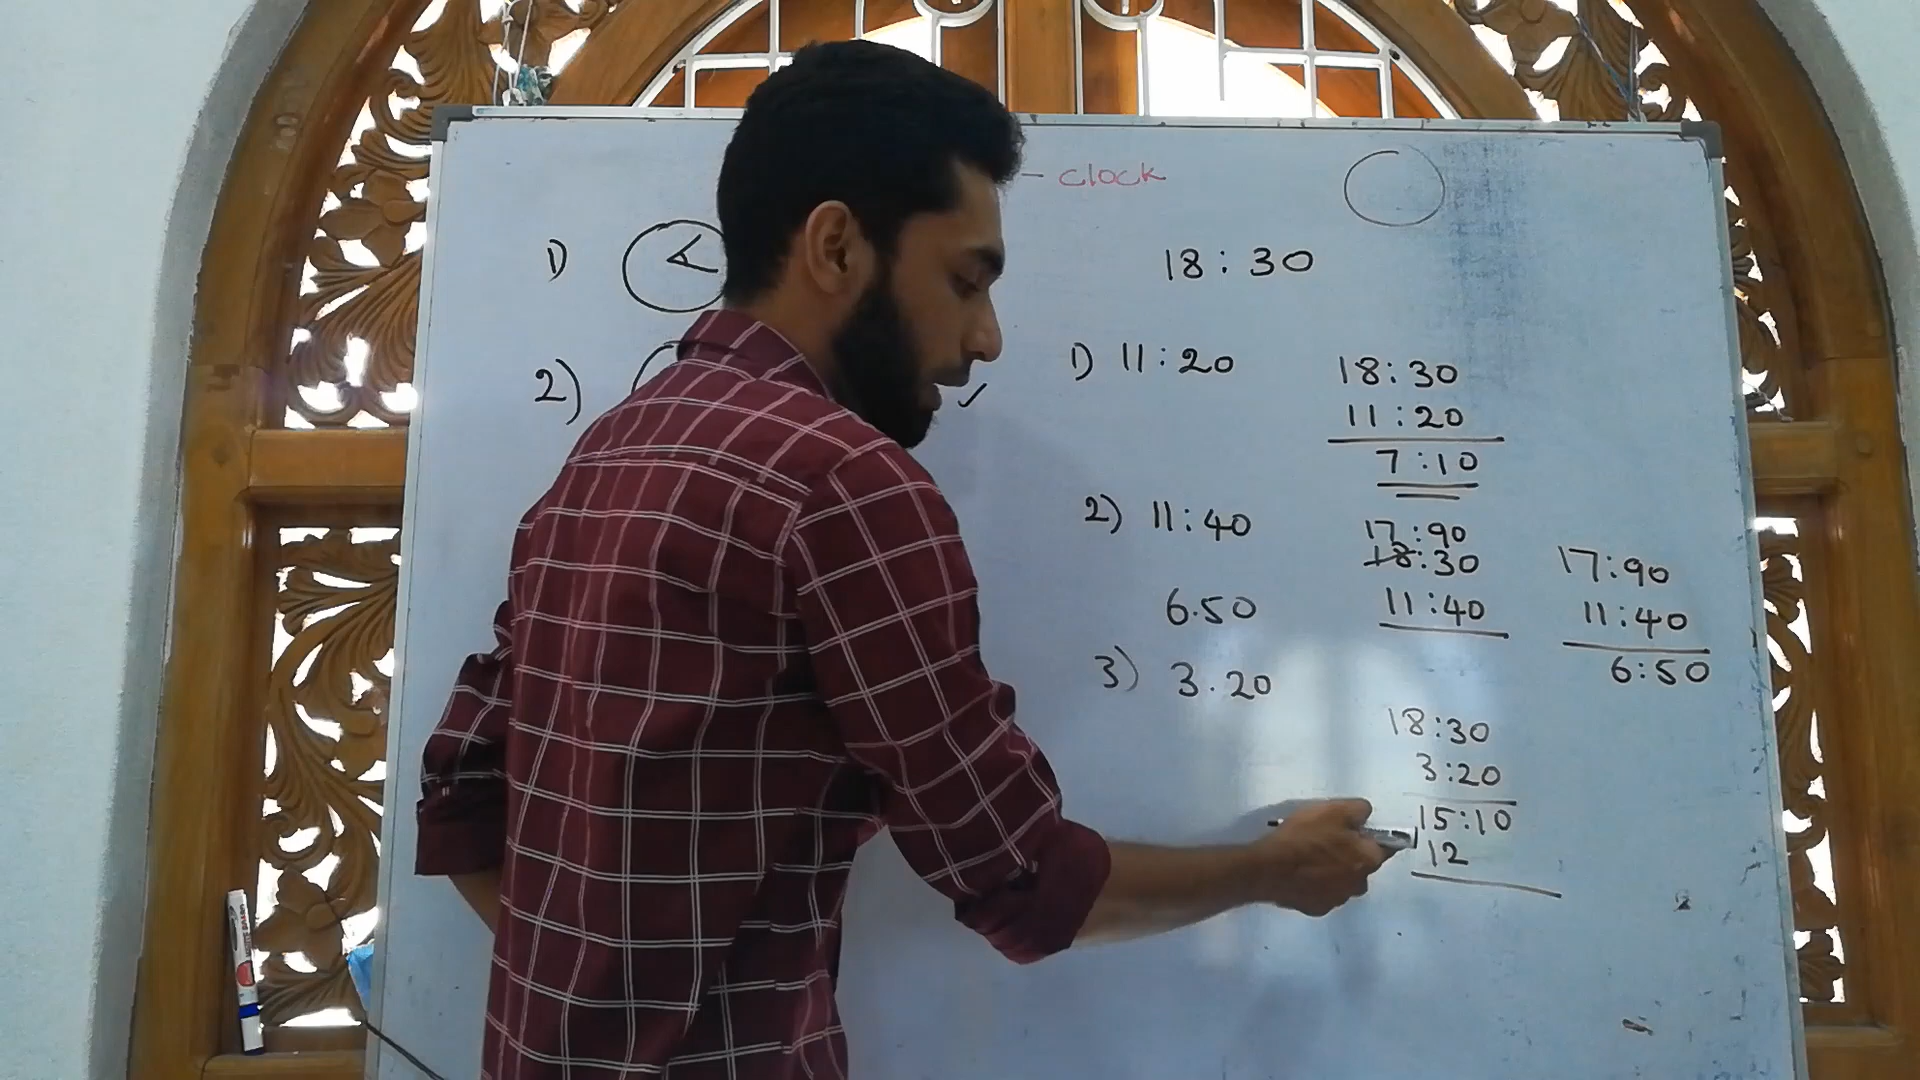 - clock
1)
18 : 30
2)
1) 11 : 20
18 : 30
11 : 20
7 : 10
2) 11 : 40
17 : 90
18 : 30
11 : 40
17 : 90
11 : 40
6 : 50
6.50
3) 3.20
18 : 30
3 : 20
15 : 10
12